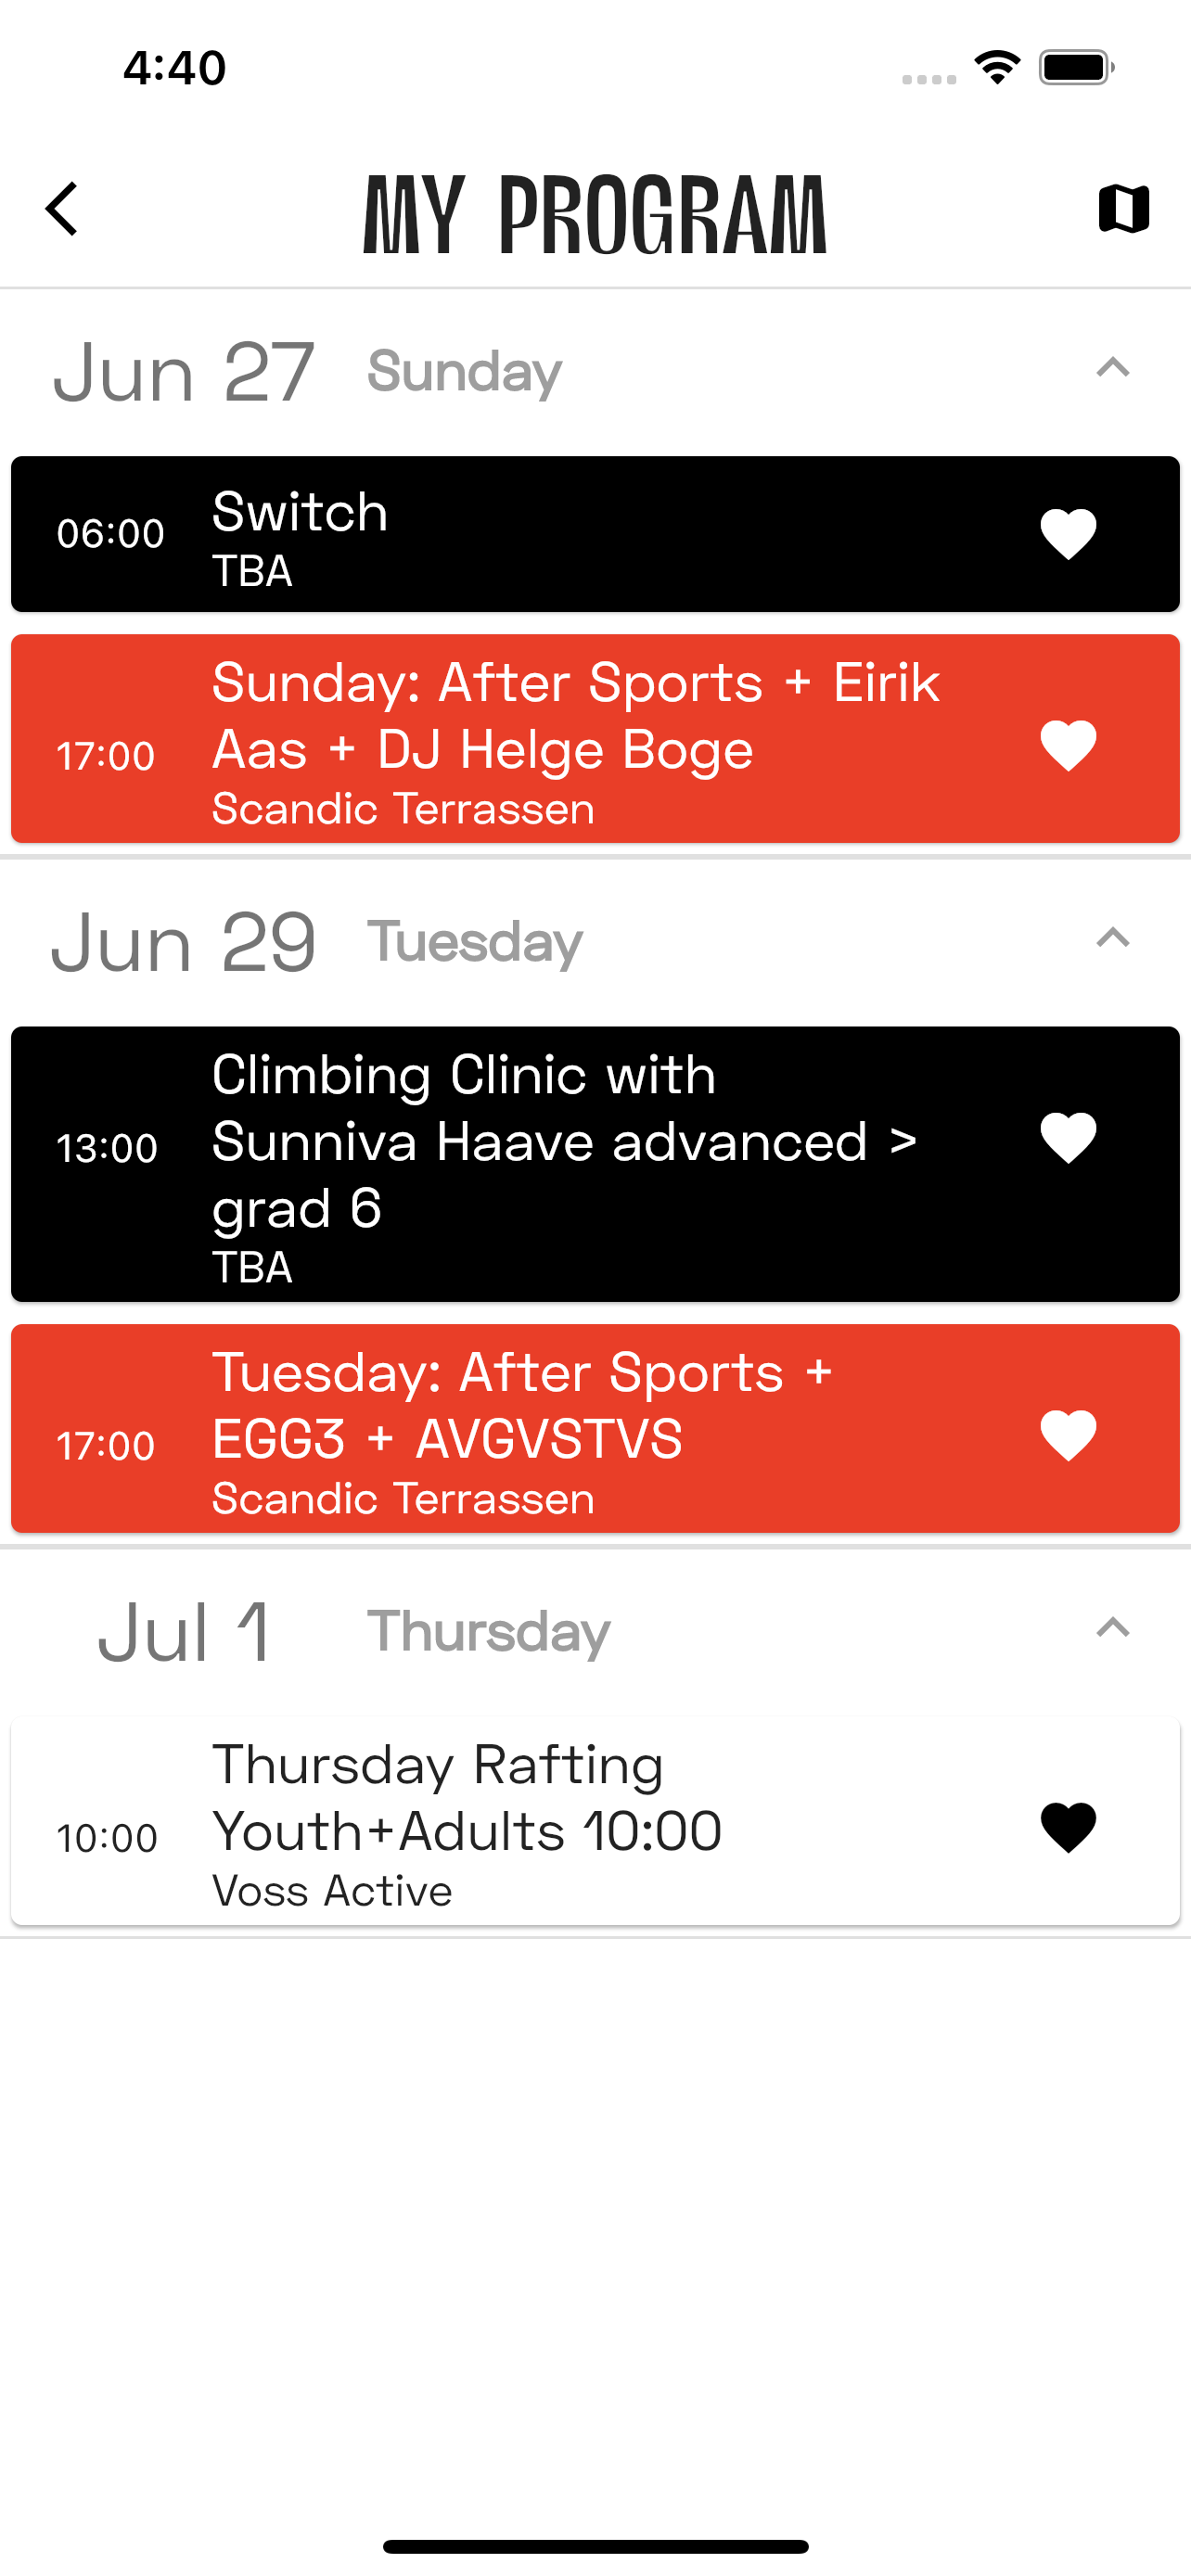 4:40
MY PROGRAM
Jun 27 Sunday
06:00
Switch
TBA
17:00
Sunday: After Sports + Eirik
Aas + DJ Helge Boge
Scandic Terrassen
Jun 29 Tuesday
13:00
Climbing Clinic with
Sunniva Haave advanced >
grad 6
TBA
17:00
Tuesday: After Sports +
EGG3 + AVGVSTVS
Scandic Terrassen
Jul 1 Thursday
10:00
Thursday Rafting
Youth+Adults 10:00
Voss Active